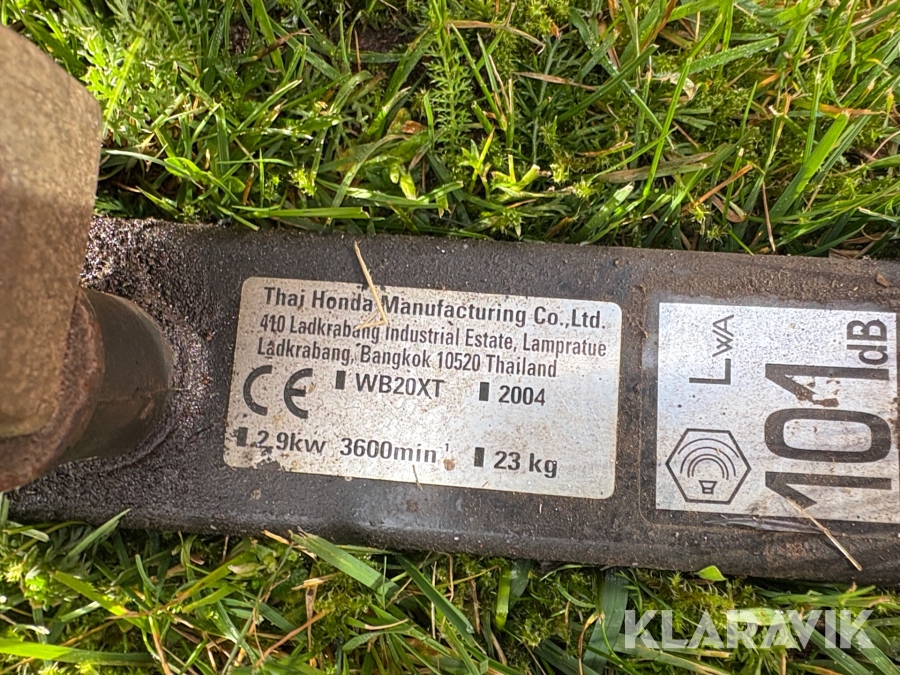 Thai Honda Manufacturing Co.,Ltd.
410 Ladkrabang Industrial Estate, Lampratue
Ladkrabang, Bangkok 10520 Thailand
CE WB20XT 2004
2.9kw 3600min⁻¹ 23 kg
LWA
101dB
KLARAVIK